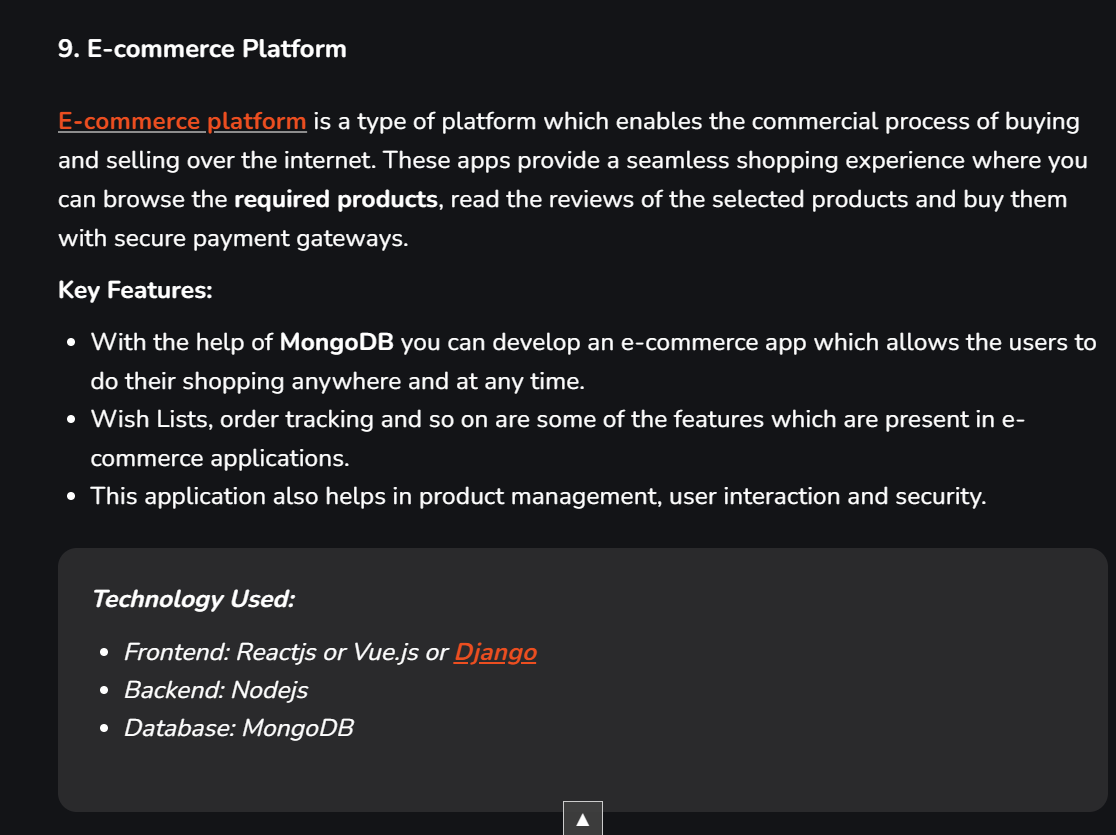 9. E-commerce Platform
E-commerce platform is a type of platform which enables the commercial process of buying
and selling over the internet. These apps provide a seamless shopping experience where you
can browse the required products, read the reviews of the selected products and buy them
with secure payment gateways.
Key Features:
• With the help of MongoDB you can develop an e-commerce app which allows the users to
do their shopping anywhere and at any time.
• Wish Lists, order tracking and so on are some of the features which are present in e-
commerce applications.
• This application also helps in product management, user interaction and security.
Technology Used:
• Frontend: Reactjs or Vue.js or Django
• Backend: Nodejs
• Database: MongoDB